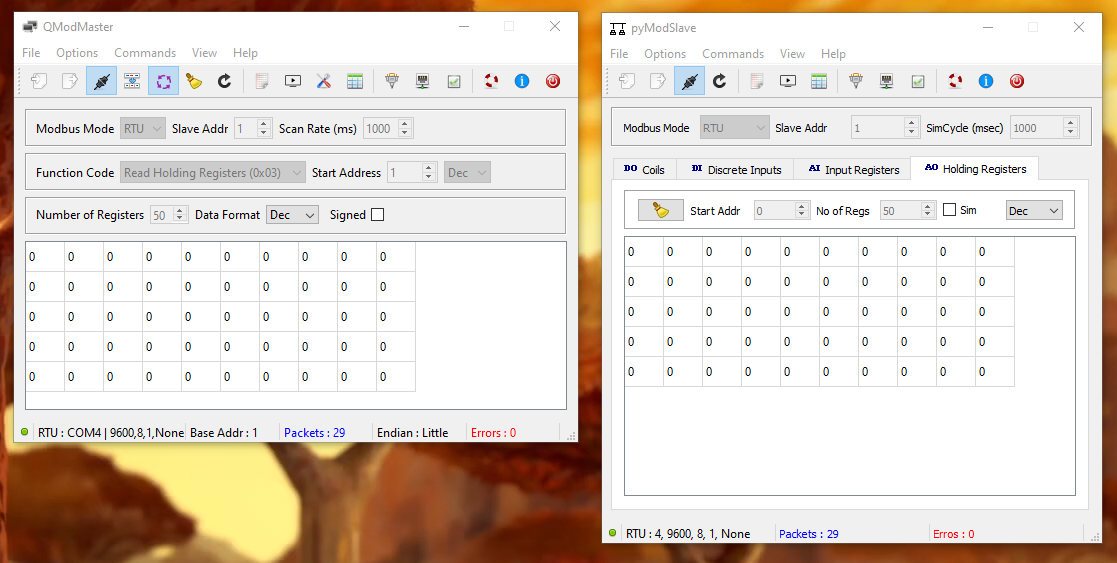 QModMaster
File Options Commands View Help
Modbus Mode RTU Slave Addr 1 Scan Rate (ms) 1000
Function Code Read Holding Registers (0x03) Start Address 1 Dec
Number of Registers 50 Data Format Dec Signed
0 0 0 0 0 0 0 0 0 0
0 0 0 0 0 0 0 0 0 0
0 0 0 0 0 0 0 0 0 0
0 0 0 0 0 0 0 0 0 0
0 0 0 0 0 0 0 0 0 0
RTU : COM4 | 9600,8,1,None Base Addr : 1 Packets : 29 Endian : Little Errors : 0
pyModSlave
File Options Commands View Help
Modbus Mode RTU Slave Addr 1 SimCycle (msec) 1000
DO Coils DI Discrete Inputs AI Input Registers AO Holding Registers
Start Addr 0 No of Regs 50 Sim Dec
0 0 0 0 0 0 0 0 0 0
0 0 0 0 0 0 0 0 0 0
0 0 0 0 0 0 0 0 0 0
0 0 0 0 0 0 0 0 0 0
0 0 0 0 0 0 0 0 0 0
RTU : 4, 9600, 8, 1, None Packets : 29 Erros : 0